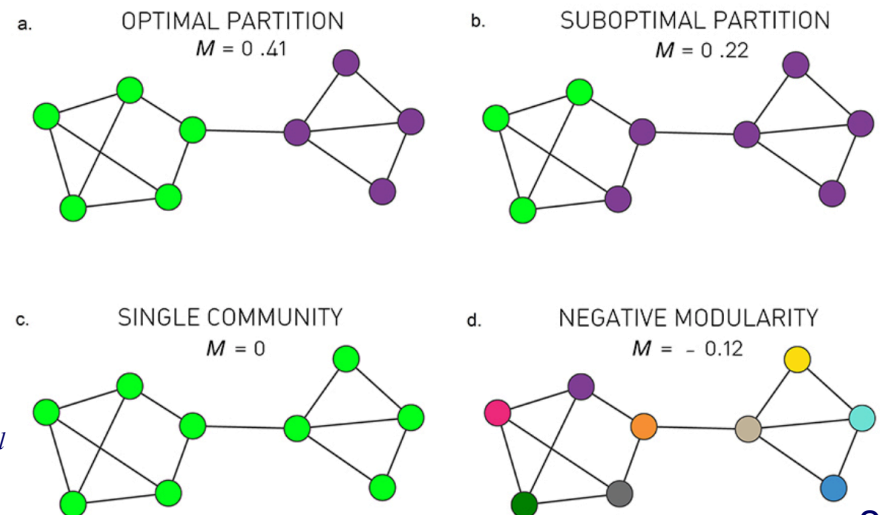 a.
OPTIMAL PARTITION
M = 0 .41
b.
SUBOPTIMAL PARTITION
M = 0 .22
c.
SINGLE COMMUNITY
M = 0
d.
NEGATIVE MODULARITY
M = - 0.12
l